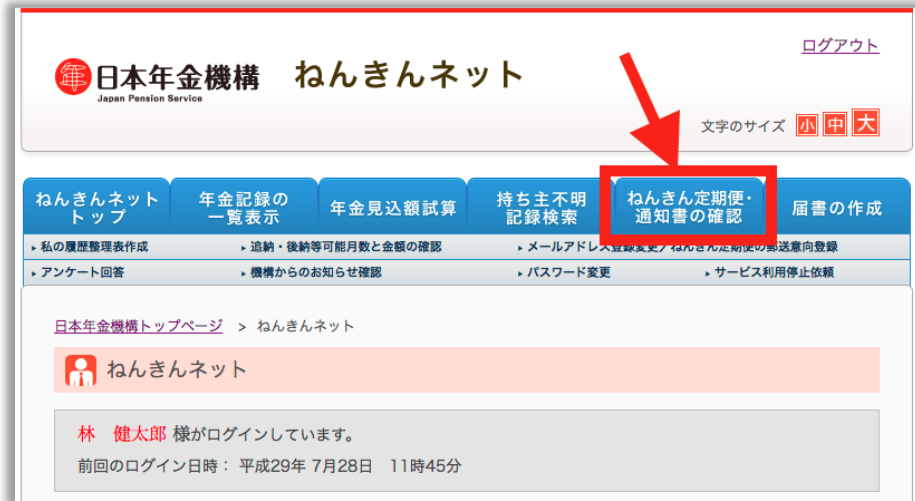 ログアウト
年 日本年金機構 ねんきんネット
Japan Pension Service
文字のサイズ 小 中 大
ねんきんネット
トップ
年金記録の
一覧表示
年金見込額試算
持ち主不明
記録検索
ねんきん定期便・
通知書の確認
届書の作成
私の履歴整理表作成 追納・後納等可能月数と金額の確認 メールアドレス登録変更/ねんきん定期便の郵送意向登録
アンケート回答 機構からのお知らせ確認 パスワード変更 サービス利用停止依頼
日本年金機構トップページ > ねんきんネット
ねんきんネット
林 健太郎 様がログインしています。
前回のログイン日時： 平成29年 7月28日 11時45分